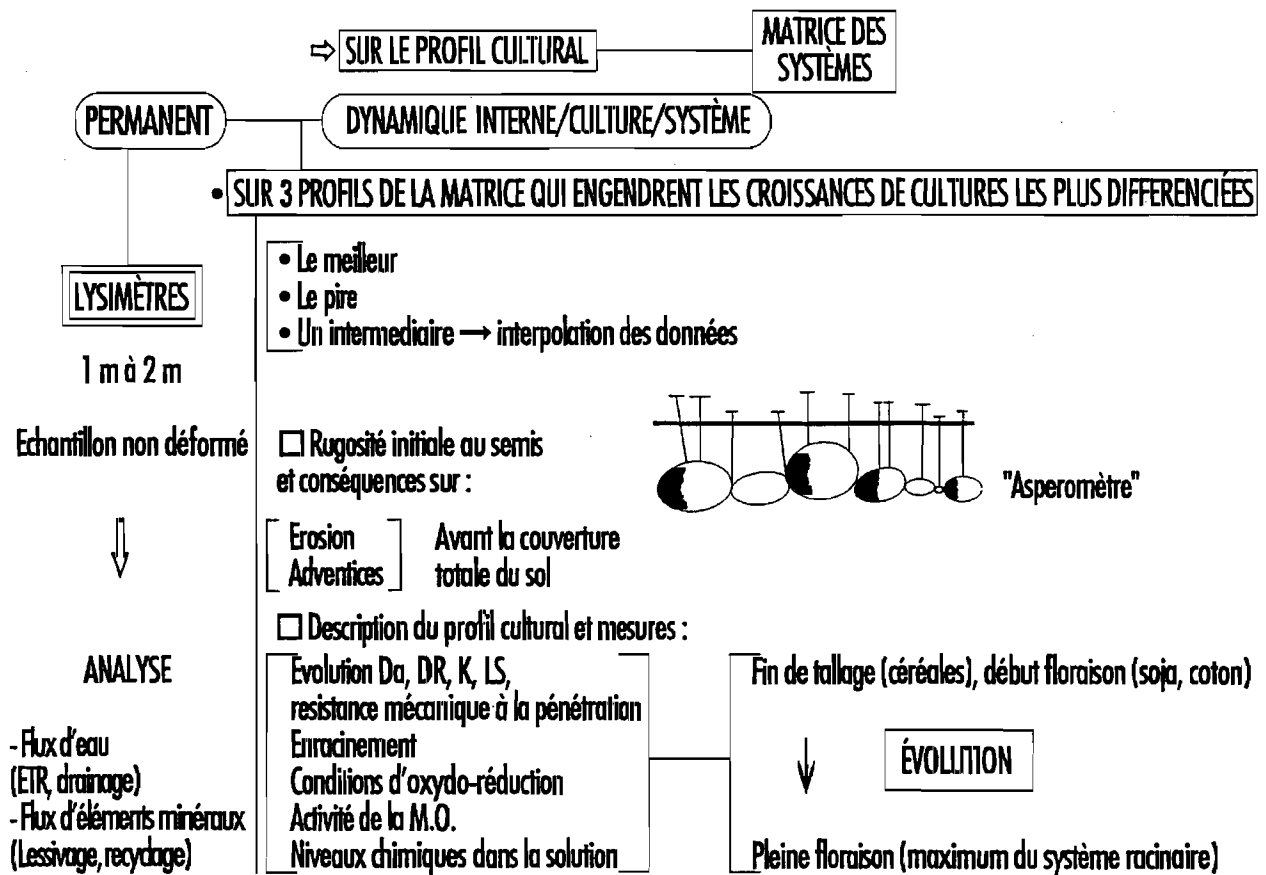 ⇨ SUR LE PROFIL CULTURAL
MATRICE DES
SYSTÈMES
PERMANENT
DYNAMIQUE INTERNE/CULTURE/SYSTÈME
• SUR 3 PROFILS DE LA MATRICE QUI ENGENDRENT LES CROISSANCES DE CULTURES LES PLUS DIFFERENCIÉES
LYSIMÈTRES
1 m à 2 m
Echantillon non déformé
ANALYSE
- Flux d'eau
(ETR, drainage)
- Flux d'éléments minéraux
(Lessivage, recyclage)
• Le meilleur
• Le pire
• Un intermediaire → interpolation des données
☐ Rugosité initiale au semis
et conséquences sur :
"Asperomètre"
Erosion
Adventices
Avant la couverture
totale du sol
☐ Description du profil cultural et mesures :
Evolution Da, DR, K, LS,
resistance mécanique à la pénétration
Enracinement
Conditions d'oxydo-réduction
Activité de la M.O.
Niveaux chimiques dans la solution
Fin de tallage (céréales), début floraison (soja, coton)
ÉVOLUTION
Pleine floraison (maximum du système racinaire)